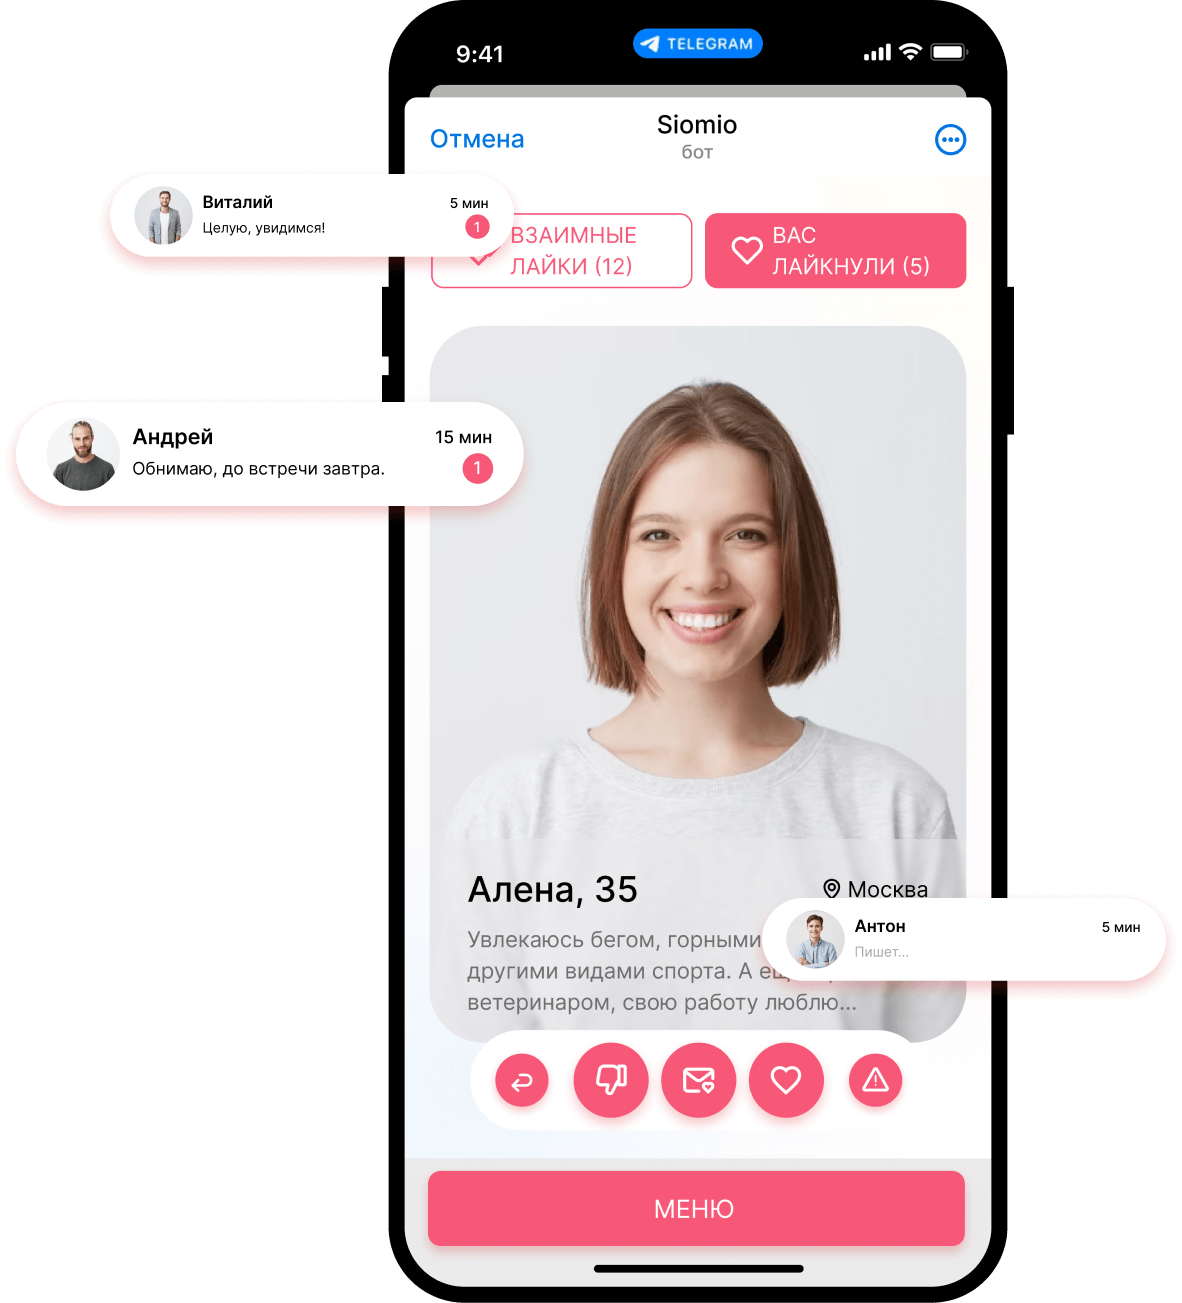 9:41
TELEGRAM
Отмена
Siomio
бот
Виталий
5 мин
Целую, увидимся!
1
ВЗАИМНЫЕ
ЛАЙКИ (12)
ВАС
ЛАЙКНУЛИ (5)
Андрей
15 мин
Обнимаю, до встречи завтра.
1
Алена, 35
Москва
Антон
5 мин
Пишет...
Увлекаюсь бегом, горными
другими видами спорта. А
ветеринаром, свою работу люблю...
МЕНЮ